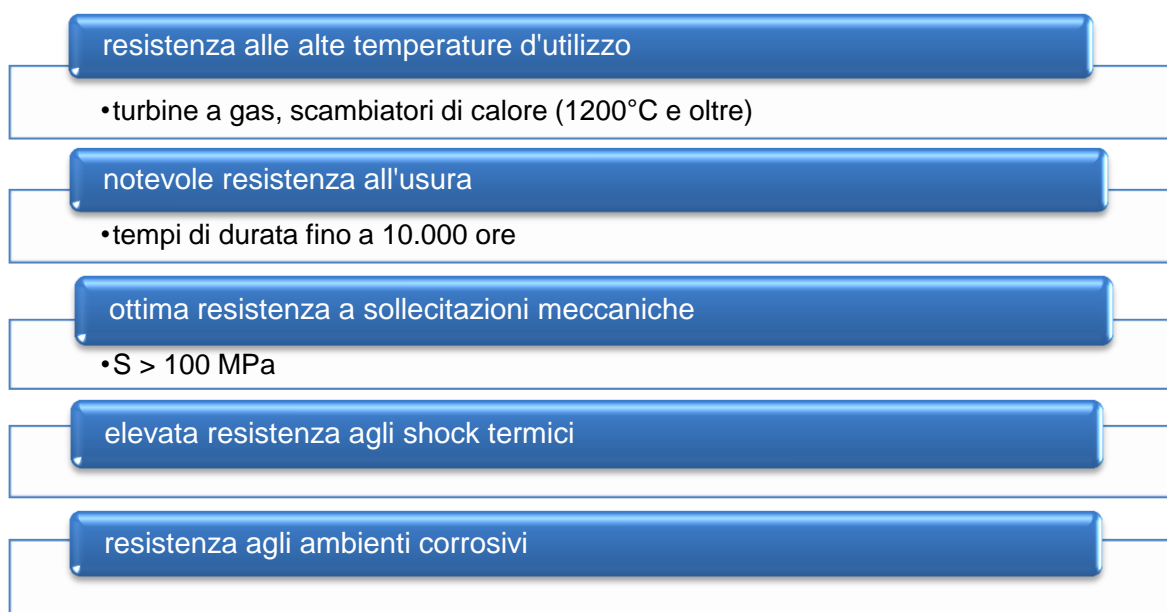 resistenza alle alte temperature d'utilizzo
•turbine a gas, scambiatori di calore (1200°C e oltre)
notevole resistenza all'usura
•tempi di durata fino a 10.000 ore
ottima resistenza a sollecitazioni meccaniche
•S > 100 MPa
elevata resistenza agli shock termici
resistenza agli ambienti corrosivi